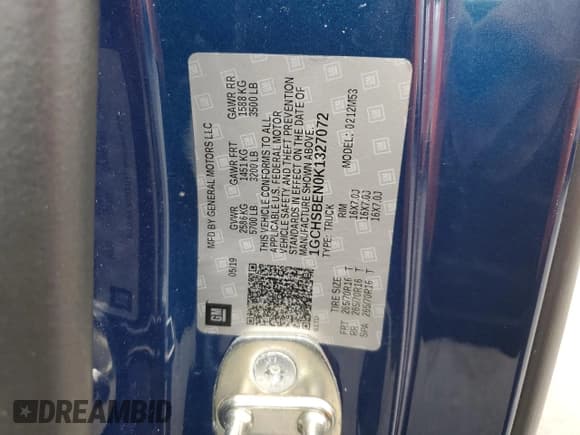 MFD BY GENERAL MOTORS LLC
05/19
GVWR
2586 KG
5700 LB
GAWR FRT
1451 KG
3200 LB
GAWR RR
1588 KG
3500 LB
THIS VEHICLE CONFORMS TO ALL
APPLICABLE U.S. FEDERAL MOTOR
VEHICLE SAFETY AND THEFT PREVENTION
STANDARDS IN EFFECT ON THE DATE OF
MANUFACTURE SHOWN ABOVE.
1GCHSBEN0K1327072
TYPE: TRUCK
MODEL: 0212M53
TIRE SIZE
RIM
FRT 265/70R16 T 16X7.0J
RR 265/70R16 T 16X7.0J
SPA 265/70R16 T 16X7.0J
GM
DREAMBID